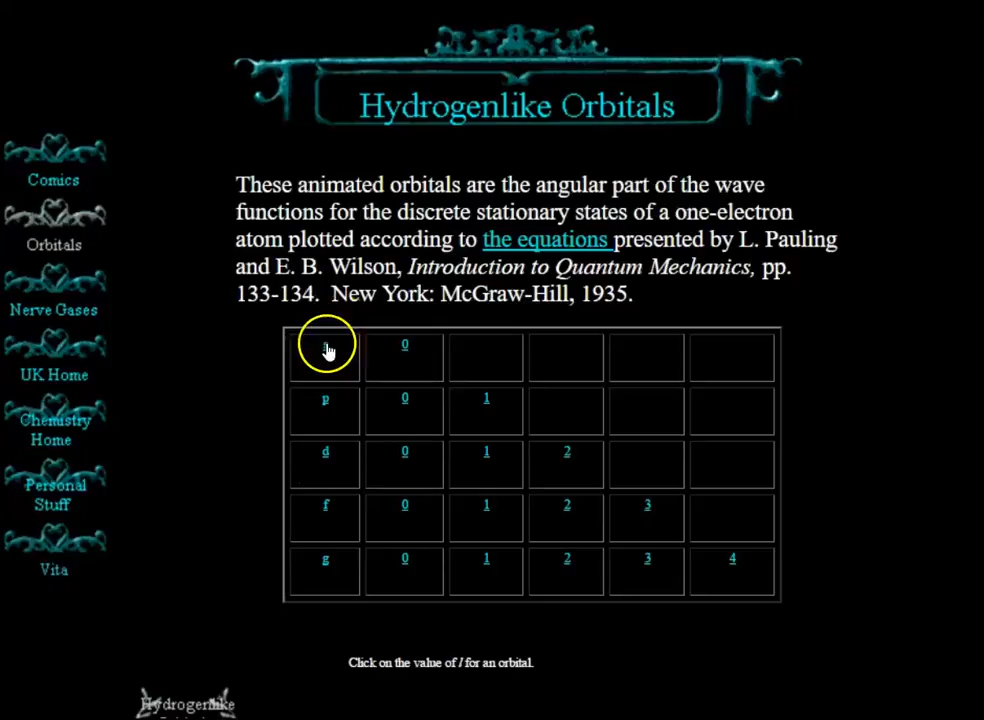 Hydrogenlike Orbitals
Comics
Orbitals
Nerve Gases
UK Home
Chemistry
Home
Personal
Stuff
Vita
These animated orbitals are the angular part of the wave
functions for the discrete stationary states of a one-electron
atom plotted according to the equations presented by L. Pauling
and E. B. Wilson, Introduction to Quantum Mechanics, pp.
133-134. New York: McGraw-Hill, 1935.
0
p 0 1
d 0 1 2
f 0 1 2 3
g 0 1 2 3 4
Click on the value of l for an orbital.
Hydrogenlike